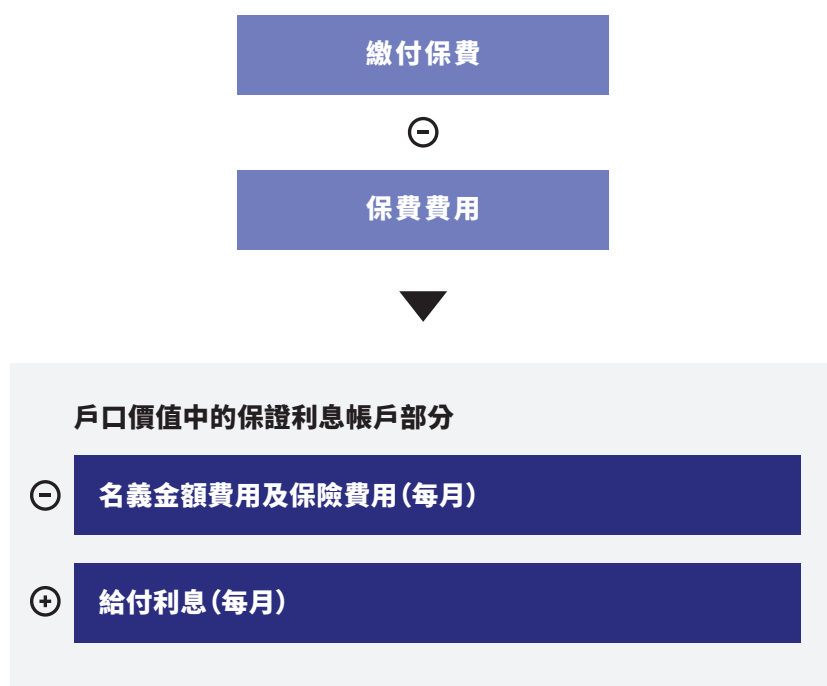 繳付保費
保費費用
戶口價值中的保證利息帳戶部分
名義金額費用及保險費用(每月)
給付利息(每月)